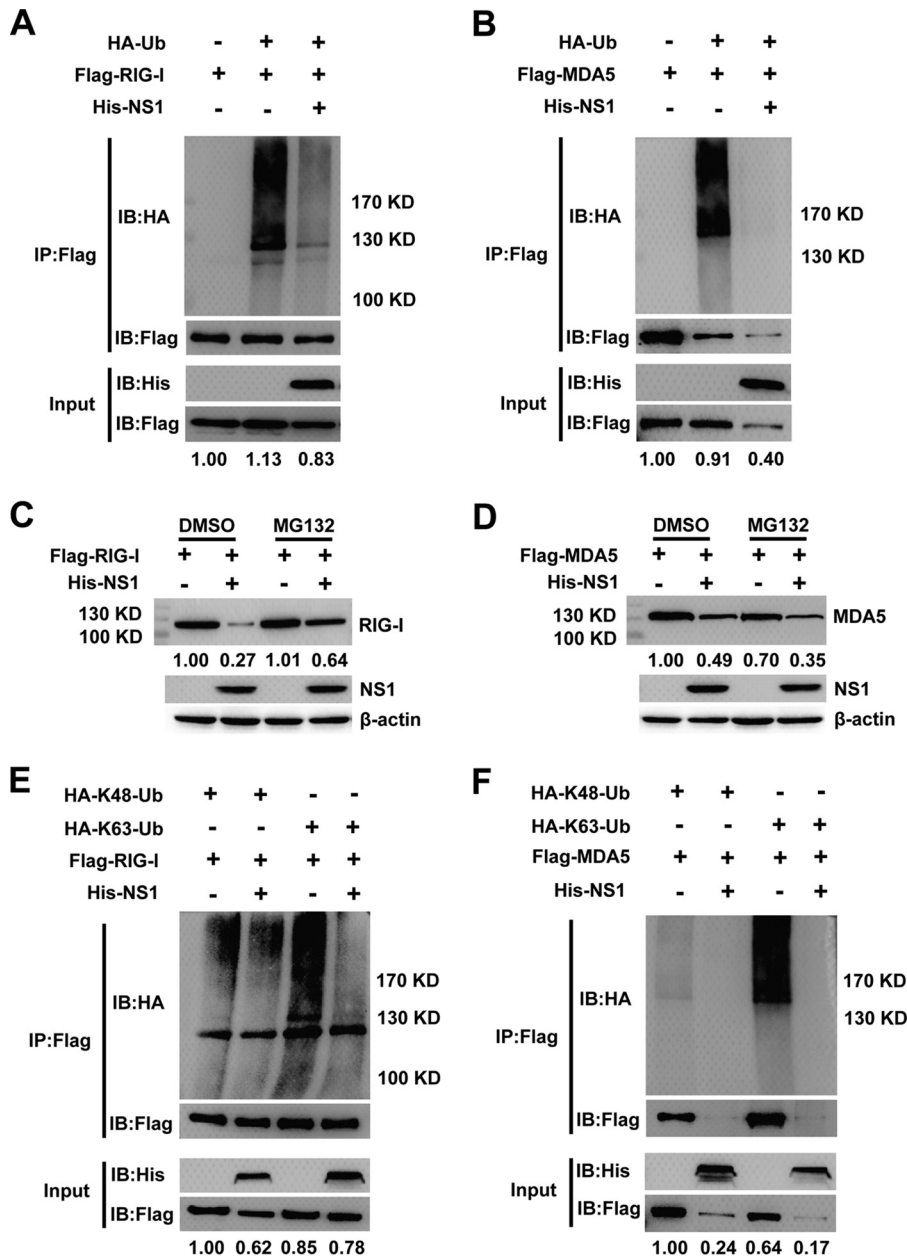 A
HA-Ub - + +
Flag-RIG-I + + +
His-NS1 - - +
IP:Flag
IB:HA
170 KD
130 KD
100 KD
IB:Flag
Input
IB:His
IB:Flag
1.00 1.13 0.83
B
HA-Ub - + +
Flag-MDA5 + + +
His-NS1 - - +
IP:Flag
IB:HA
170 KD
130 KD
IB:Flag
Input
IB:His
IB:Flag
1.00 0.91 0.40
C
DMSO MG132
Flag-RIG-I + + + +
His-NS1 - + - +
130 KD
100 KD
RIG-I
1.00 0.27 1.01 0.64
NS1
β-actin
D
DMSO MG132
Flag-MDA5 + + + +
His-NS1 - + - +
130 KD
100 KD
MDA5
1.00 0.49 0.70 0.35
NS1
β-actin
E
HA-K48-Ub + + - -
HA-K63-Ub - - + +
Flag-RIG-I + + + +
His-NS1 - + - +
IP:Flag
IB:HA
170 KD
130 KD
100 KD
IB:Flag
Input
IB:His
IB:Flag
1.00 0.62 0.85 0.78
F
HA-K48-Ub + + - -
HA-K63-Ub - - + +
Flag-MDA5 + + + +
His-NS1 - + - +
IP:Flag
IB:HA
170 KD
130 KD
IB:Flag
Input
IB:His
IB:Flag
1.00 0.24 0.64 0.17